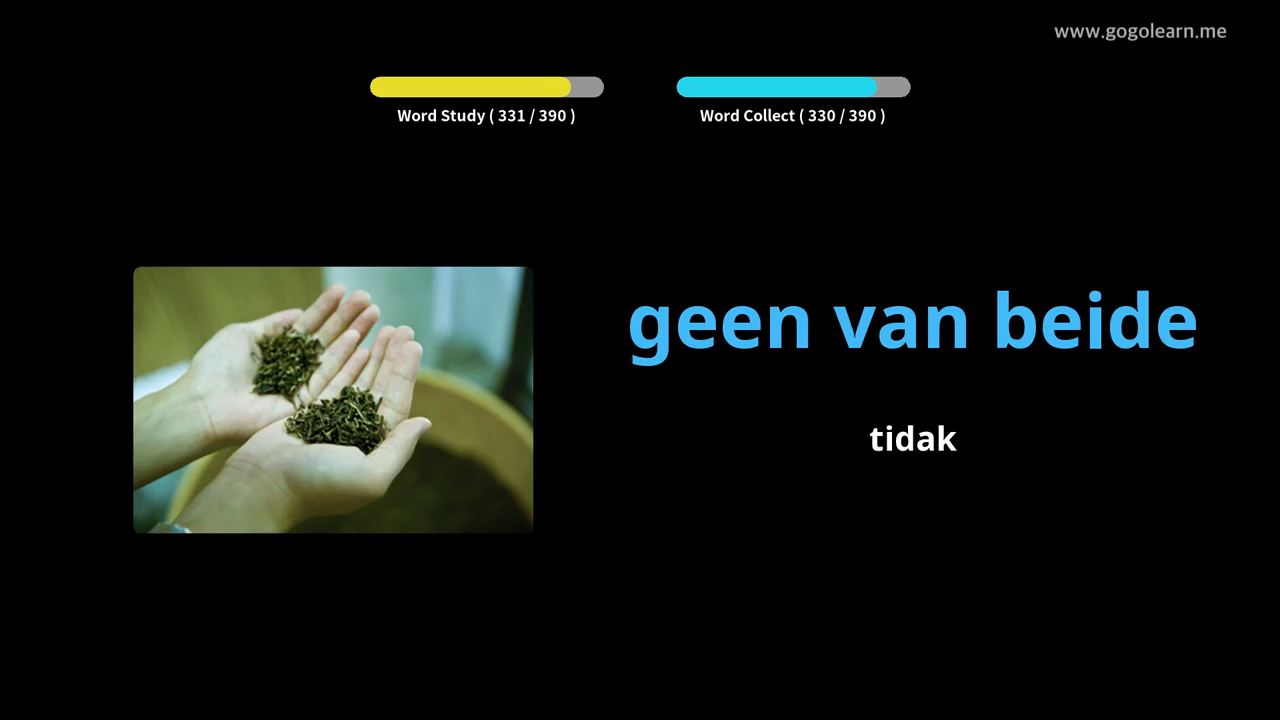 www.gogolearn.me
Word Study ( 331 / 390 )
Word Collect ( 330 / 390 )
geen van beide
tidak